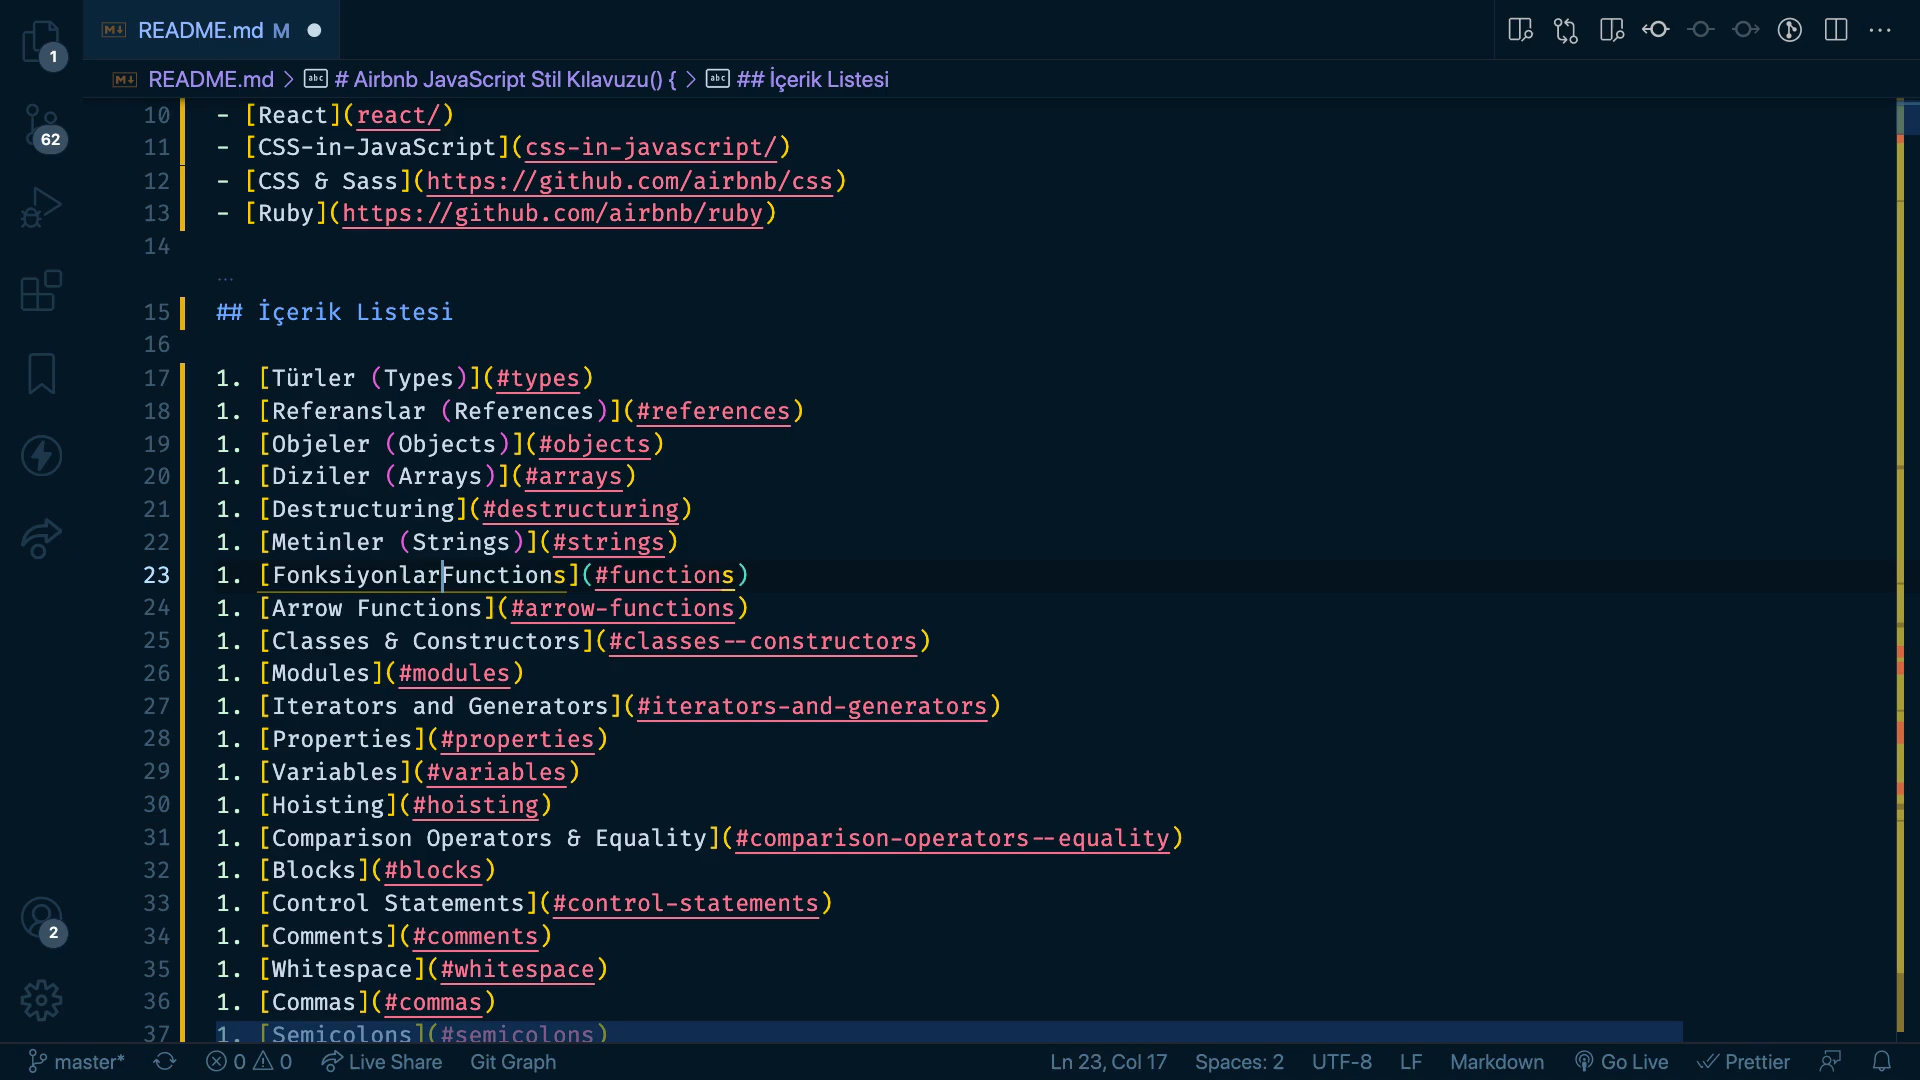 1
README.md M
README.md > # Airbnb JavaScript Stil Kılavuzu() { > ## İçerik Listesi
62
10 - [React](react/)
11 - [CSS-in-JavaScript](css-in-javascript/)
12 - [CSS & Sass](https://github.com/airbnb/css)
13 - [Ruby](https://github.com/airbnb/ruby)
14
...
15 ## İçerik Listesi
16
17 1. [Türler (Types)](#types)
18 1. [Referanslar (References)](#references)
19 1. [Objeler (Objects)](#objects)
20 1. [Diziler (Arrays)](#arrays)
21 1. [Destructuring](#destructuring)
22 1. [Metinler (Strings)](#strings)
23 1. [FonksiyonlarFunctions](#functions)
24 1. [Arrow Functions](#arrow-functions)
25 1. [Classes & Constructors](#classes--constructors)
26 1. [Modules](#modules)
27 1. [Iterators and Generators](#iterators-and-generators)
28 1. [Properties](#properties)
29 1. [Variables](#variables)
30 1. [Hoisting](#hoisting)
31 1. [Comparison Operators & Equality](#comparison-operators--equality)
32 1. [Blocks](#blocks)
33 1. [Control Statements](#control-statements)
34 1. [Comments](#comments)
35 1. [Whitespace](#whitespace)
36 1. [Commas](#commas)
37 1. [Semicolons](#semicolons)
2
master* 0 0 Live Share Git Graph Ln 23, Col 17 Spaces: 2 UTF-8 LF Markdown Go Live Prettier